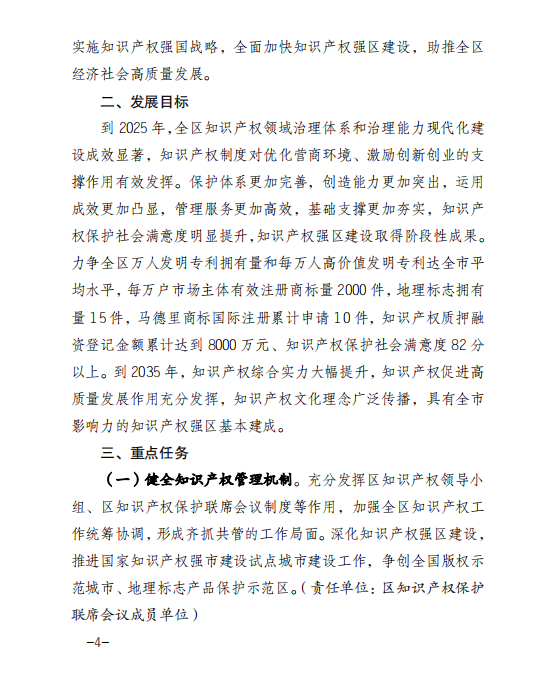 实施知识产权强国战略，全面加快知识产权强区建设，助推全区
经济社会高质量发展。
二、发展目标
到 2025 年，全区知识产权领域治理体系和治理能力现代化建
设成效显著，知识产权制度对优化营商环境、激励创新创业的支
撑作用有效发挥。保护体系更加完善，创造能力更加突出，运用
成效更加凸显，管理服务更加高效，基础支撑更加夯实，知识产
权保护社会满意度明显提升，知识产权强区建设取得阶段性成果。
力争全区万人发明专利拥有量和每万人高价值发明专利达全市平
均水平，每万户市场主体有效注册商标量 2000 件，地理标志拥有
量 15 件，马德里商标国际注册累计申请 10 件，知识产权质押融
资登记金额累计达到 8000 万元、知识产权保护社会满意度 82 分
以上。到 2035 年，知识产权综合实力大幅提升，知识产权促进高
质量发展作用充分发挥，知识产权文化理念广泛传播，具有全市
影响力的知识产权强区基本建成。
三、重点任务
（一）健全知识产权管理机制。充分发挥区知识产权领导小
组、区知识产权保护联席会议制度等作用，加强全区知识产权工
作统筹协调，形成齐抓共管的工作局面。深化知识产权强区建设，
推进国家知识产权强市建设试点城市建设工作，争创全国版权示
范城市、地理标志产品保护示范区。（责任单位：区知识产权保护
联席会议成员单位）
-4-